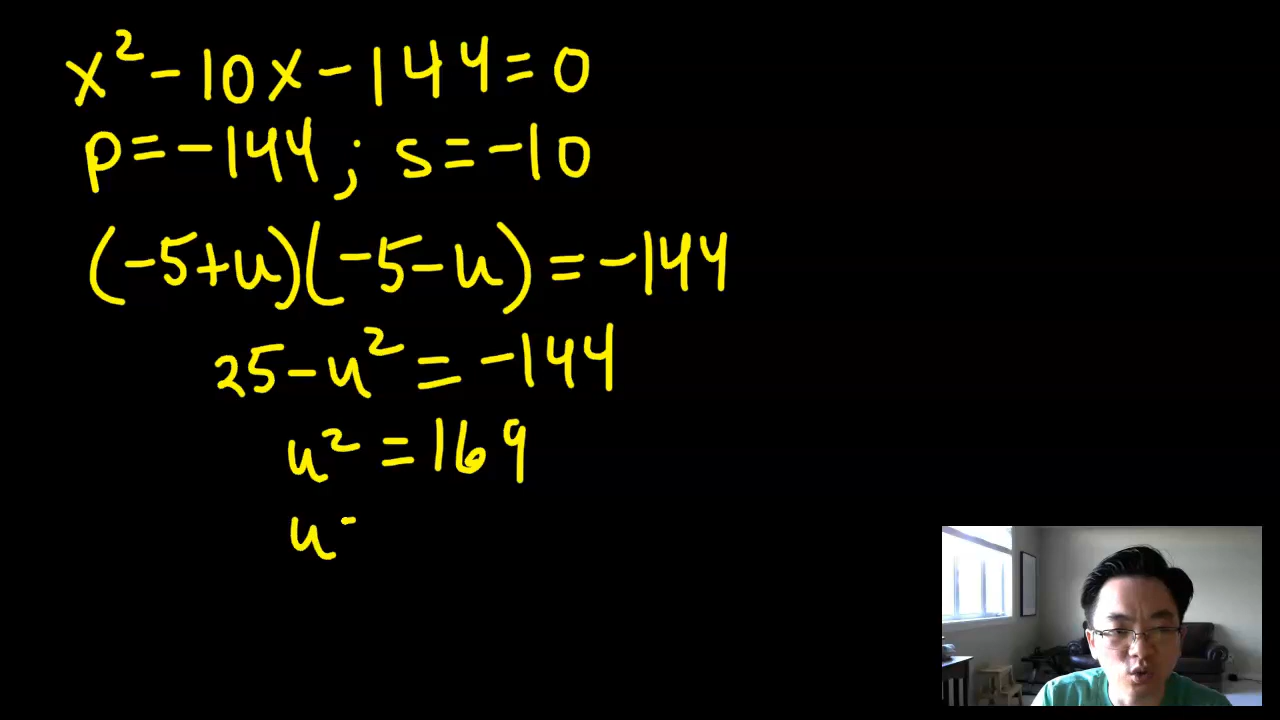 x² - 10x - 144 = 0
p = -144 ; s = -10
(-5+u)(-5-u) = -144
25 - u² = -144
u² = 169
u -